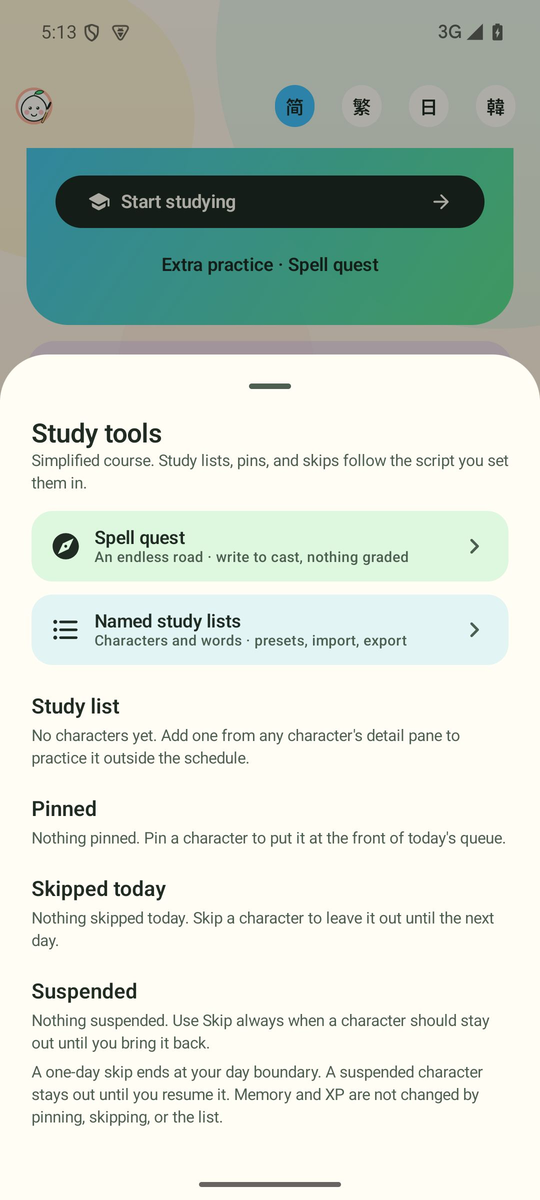 5:13
3G
简 繁 日 韓
Start studying
Extra practice · Spell quest
Study tools
Simplified course. Study lists, pins, and skips follow the script you set
them in.
Spell quest
An endless road · write to cast, nothing graded
Named study lists
Characters and words · presets, import, export
Study list
No characters yet. Add one from any character's detail pane to
practice it outside the schedule.
Pinned
Nothing pinned. Pin a character to put it at the front of today's queue.
Skipped today
Nothing skipped today. Skip a character to leave it out until the next
day.
Suspended
Nothing suspended. Use Skip always when a character should stay
out until you bring it back.
A one-day skip ends at your day boundary. A suspended character
stays out until you resume it. Memory and XP are not changed by
pinning, skipping, or the list.